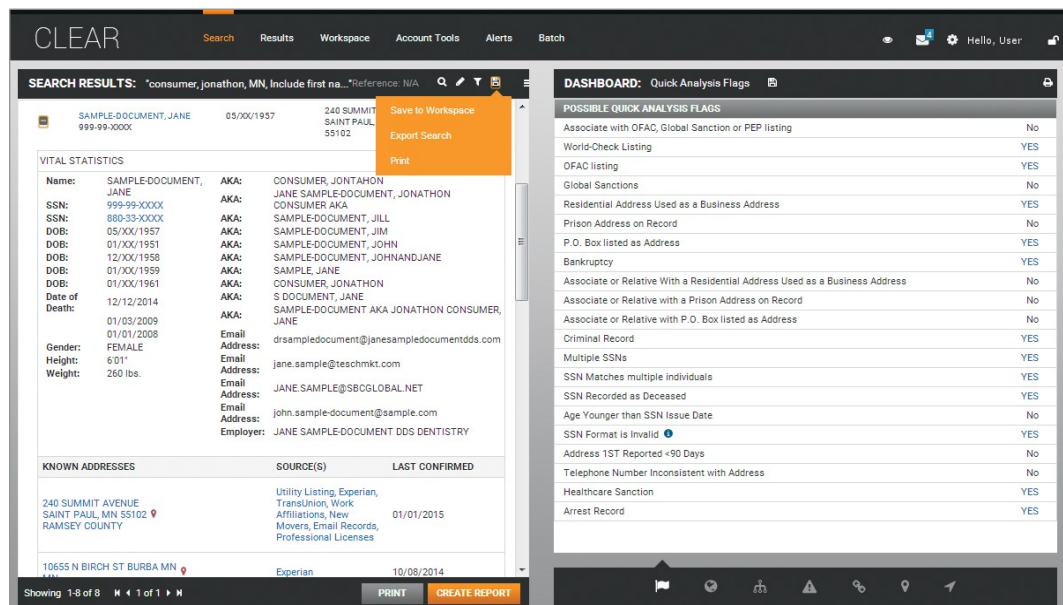 CLEAR
Search Results Workspace Account Tools Alerts Batch
4 Hello, User
SEARCH RESULTS: "consumer, jonathon, MN, Include first na..."Reference: N/A
Save to Workspace
Export Search
Print
SAMPLE-DOCUMENT, JANE 05/XX/1957 240 SUMMIT
999-99-XXXX SAINT PAUL,
55102
VITAL STATISTICS
Name: SAMPLE-DOCUMENT, JANE
SSN: 999-99-XXXX
SSN: 880-33-XXXX
DOB: 05/XX/1957
DOB: 01/XX/1951
DOB: 12/XX/1958
DOB: 01/XX/1959
DOB: 01/XX/1961
Date of Death: 12/12/2014
01/03/2009
01/01/2008
Gender: FEMALE
Height: 6'01"
Weight: 260 lbs.
AKA: CONSUMER, JONTAHON
AKA: JANE SAMPLE-DOCUMENT, JONATHON CONSUMER AKA
AKA: SAMPLE-DOCUMENT, JILL
AKA: SAMPLE-DOCUMENT, JIM
AKA: SAMPLE-DOCUMENT, JOHN
AKA: SAMPLE-DOCUMENT, JOHNANDJANE
AKA: SAMPLE, JANE
AKA: CONSUMER, JONATHON
AKA: S DOCUMENT, JANE
AKA: SAMPLE-DOCUMENT AKA JONATHON CONSUMER, JANE
Email Address: drsampledocument@janesampledocumentdds.com
Email Address: jane.sample@teschmkt.com
Email Address: JANE.SAMPLE@SBCGLOBAL.NET
Email Address: john.sample-document@sample.com
Employer: JANE SAMPLE-DOCUMENT DDS DENTISTRY
KNOWN ADDRESSES SOURCE(S) LAST CONFIRMED
240 SUMMIT AVENUE
SAINT PAUL, MN 55102
RAMSEY COUNTY
Utility Listing, Experian,
TransUnion, Work
Affiliations, New
Movers, Email Records,
Professional Licenses
01/01/2015
10655 N BIRCH ST BURBA MN
MN
Experian 10/08/2014
Showing 1-8 of 8 1 of 1 PRINT CREATE REPORT
DASHBOARD: Quick Analysis Flags
POSSIBLE QUICK ANALYSIS FLAGS
Associate with OFAC, Global Sanction or PEP listing No
World-Check Listing YES
OFAC listing YES
Global Sanctions No
Residential Address Used as a Business Address YES
Prison Address on Record No
P.O. Box listed as Address YES
Bankruptcy YES
Associate or Relative With a Residential Address Used as a Business Address No
Associate or Relative with a Prison Address on Record No
Associate or Relative with P.O. Box listed as Address No
Criminal Record YES
Multiple SSNs YES
SSN Matches multiple individuals YES
SSN Recorded as Deceased YES
Age Younger than SSN Issue Date No
SSN Format is Invalid YES
Address 1ST Reported <90 Days No
Telephone Number Inconsistent with Address No
Healthcare Sanction YES
Arrest Record YES